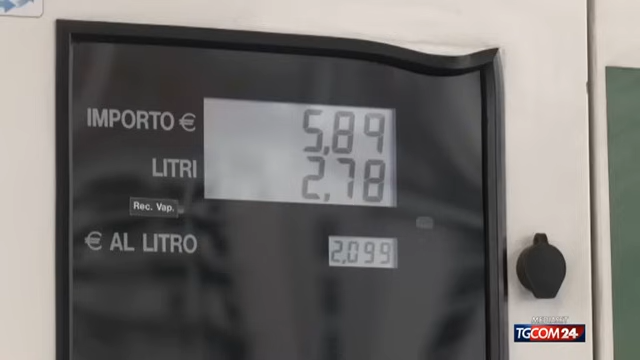 IMPORTO € 5,89
LITRI 2,78
Rec. Vap.
€ AL LITRO 2,099
MEDIASET
TGCOM24